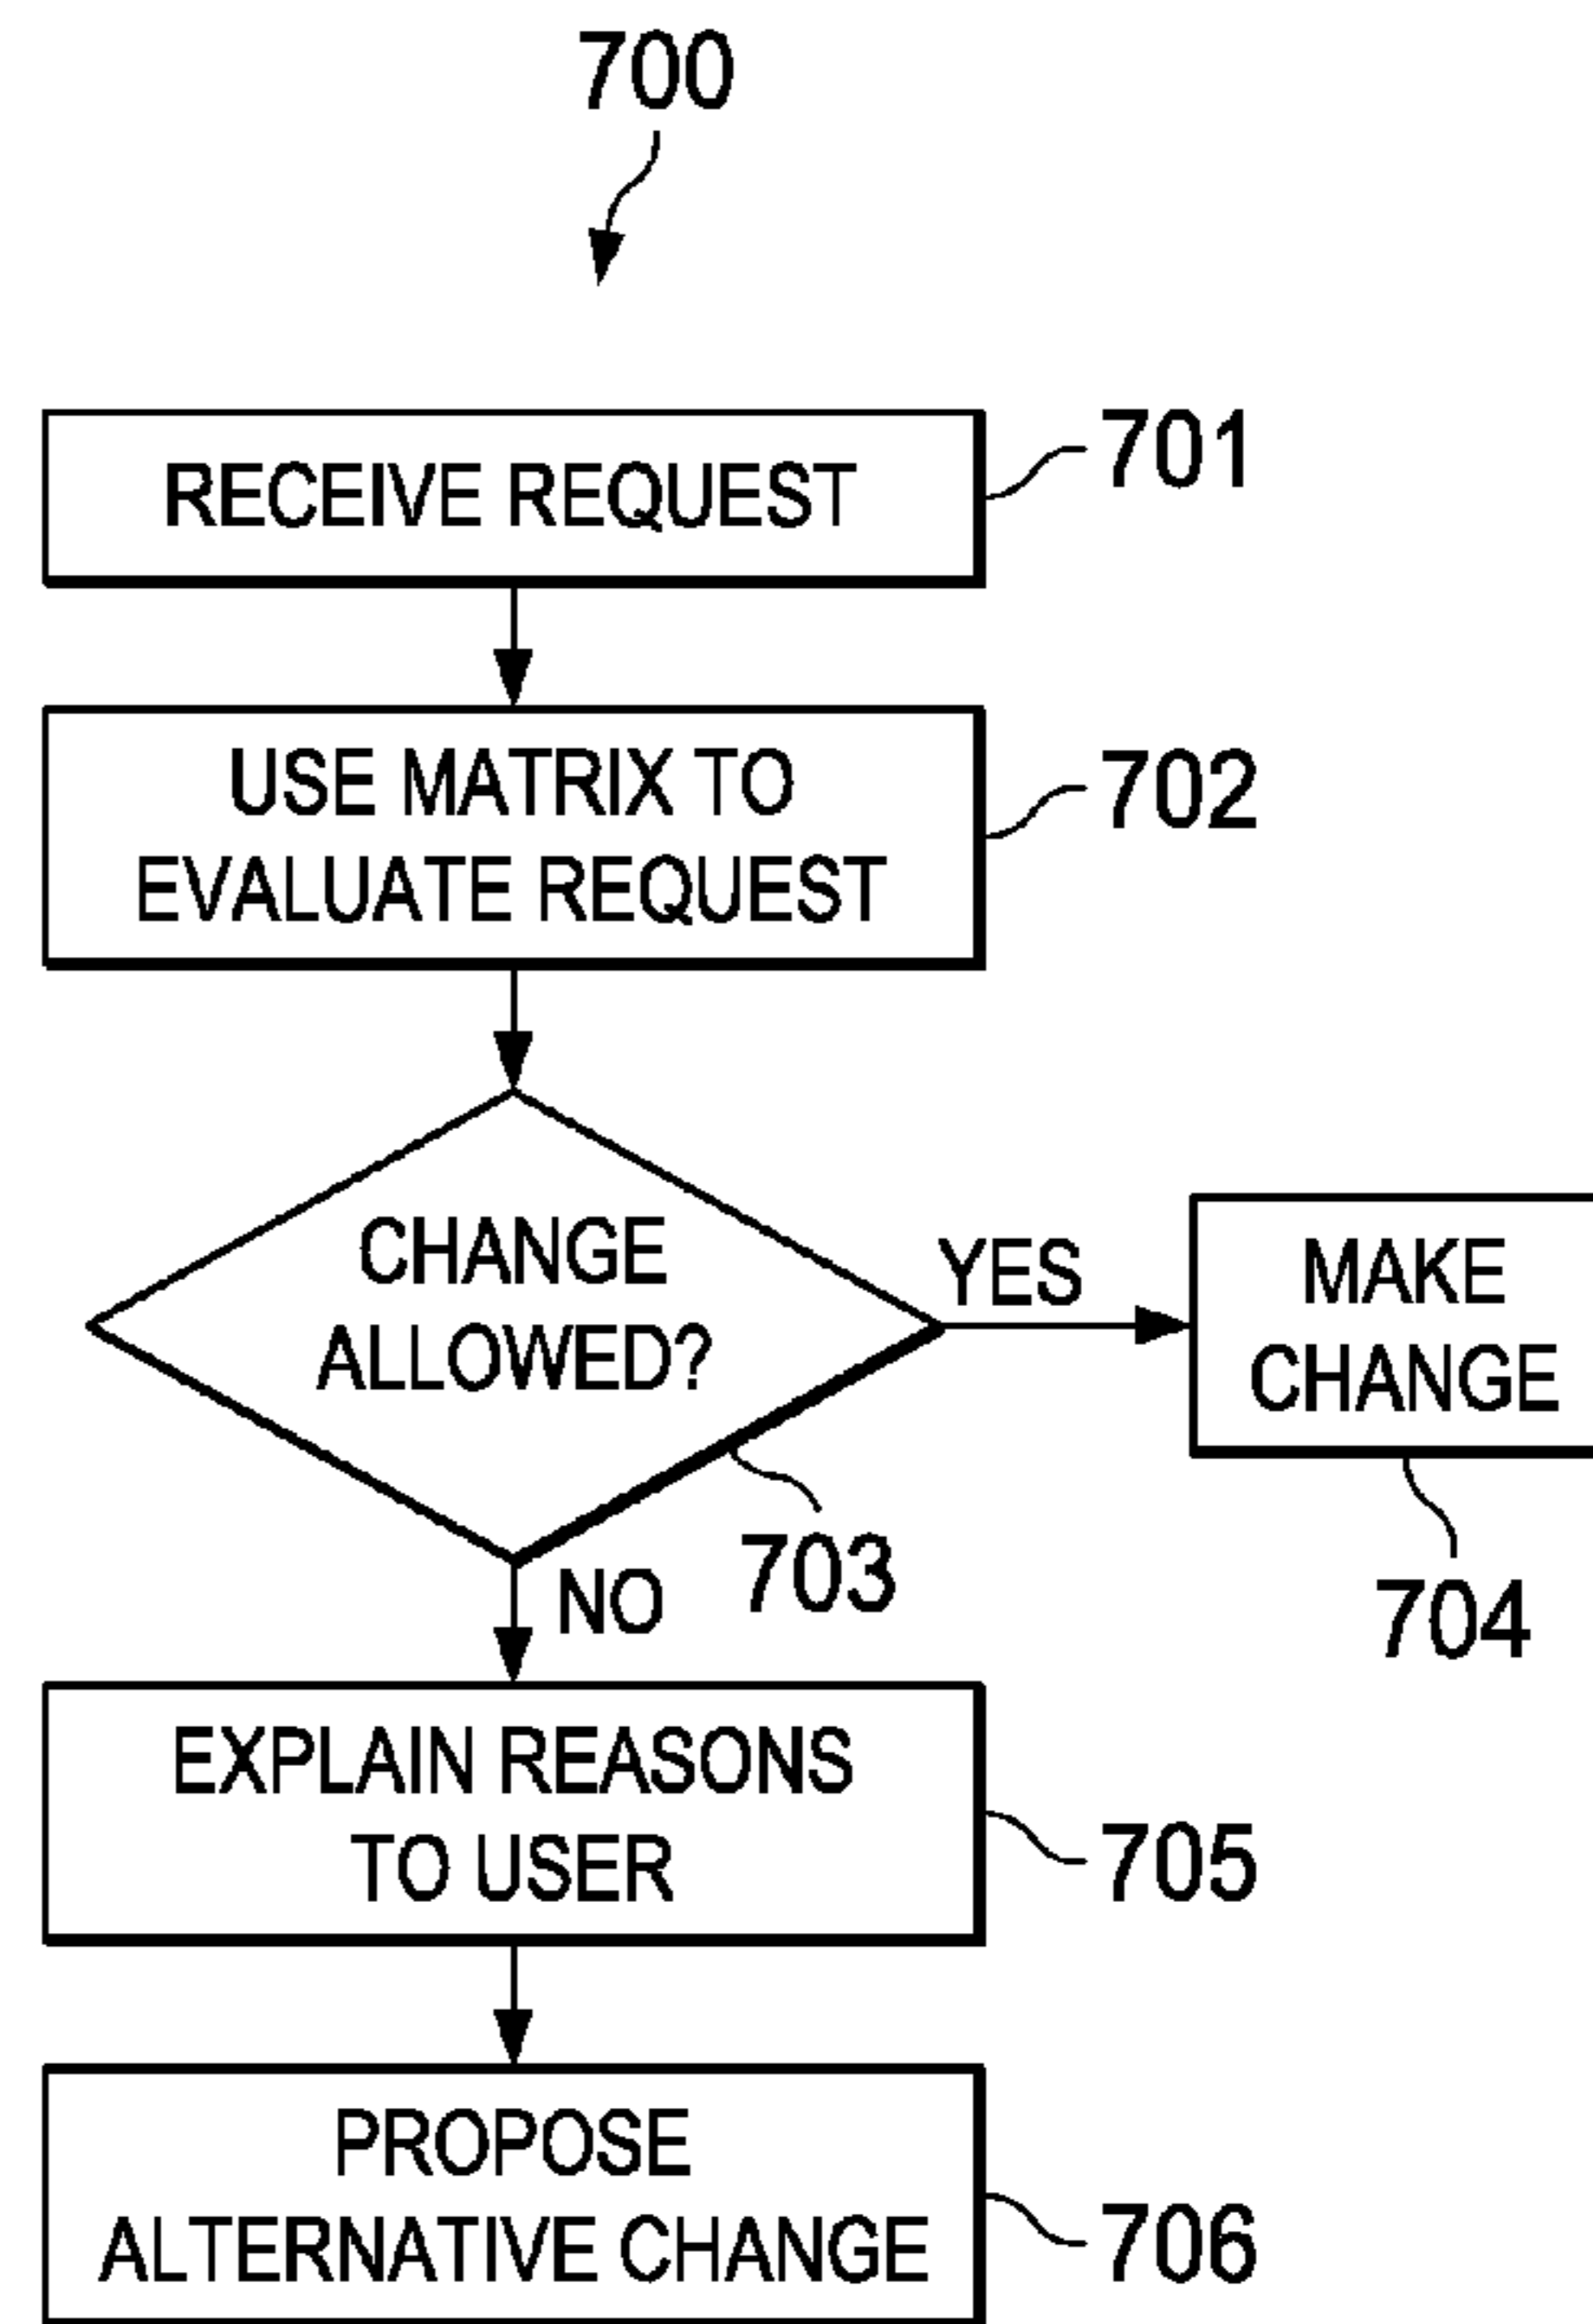 700
RECEIVE REQUEST
701
USE MATRIX TO
EVALUATE REQUEST
702
CHANGE
ALLOWED?
YES
MAKE
CHANGE
703
704
NO
EXPLAIN REASONS
TO USER
705
PROPOSE
ALTERNATIVE CHANGE
706